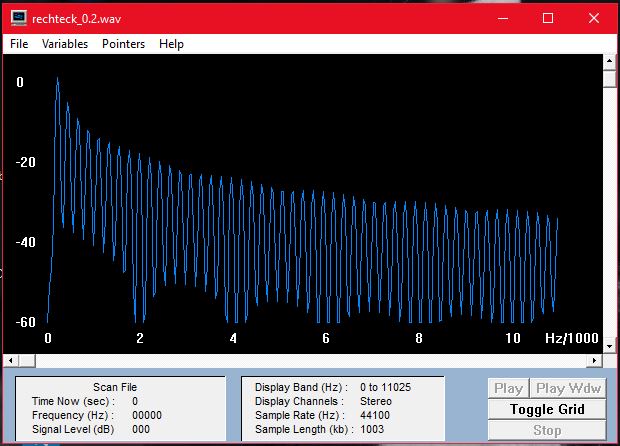 rechteck_0.2.wav
File Variables Pointers Help
0
-20
-40
-60
0 2 4 6 8 10 Hz/1000
Scan File
Time Now (sec) : 0
Frequency (Hz) : 00000
Signal Level (dB) 000
Display Band (Hz) : 0 to 11025
Display Channels : Stereo
Sample Rate (Hz) : 44100
Sample Length (kb) : 1003
Play Play Wdw
Toggle Grid
Stop